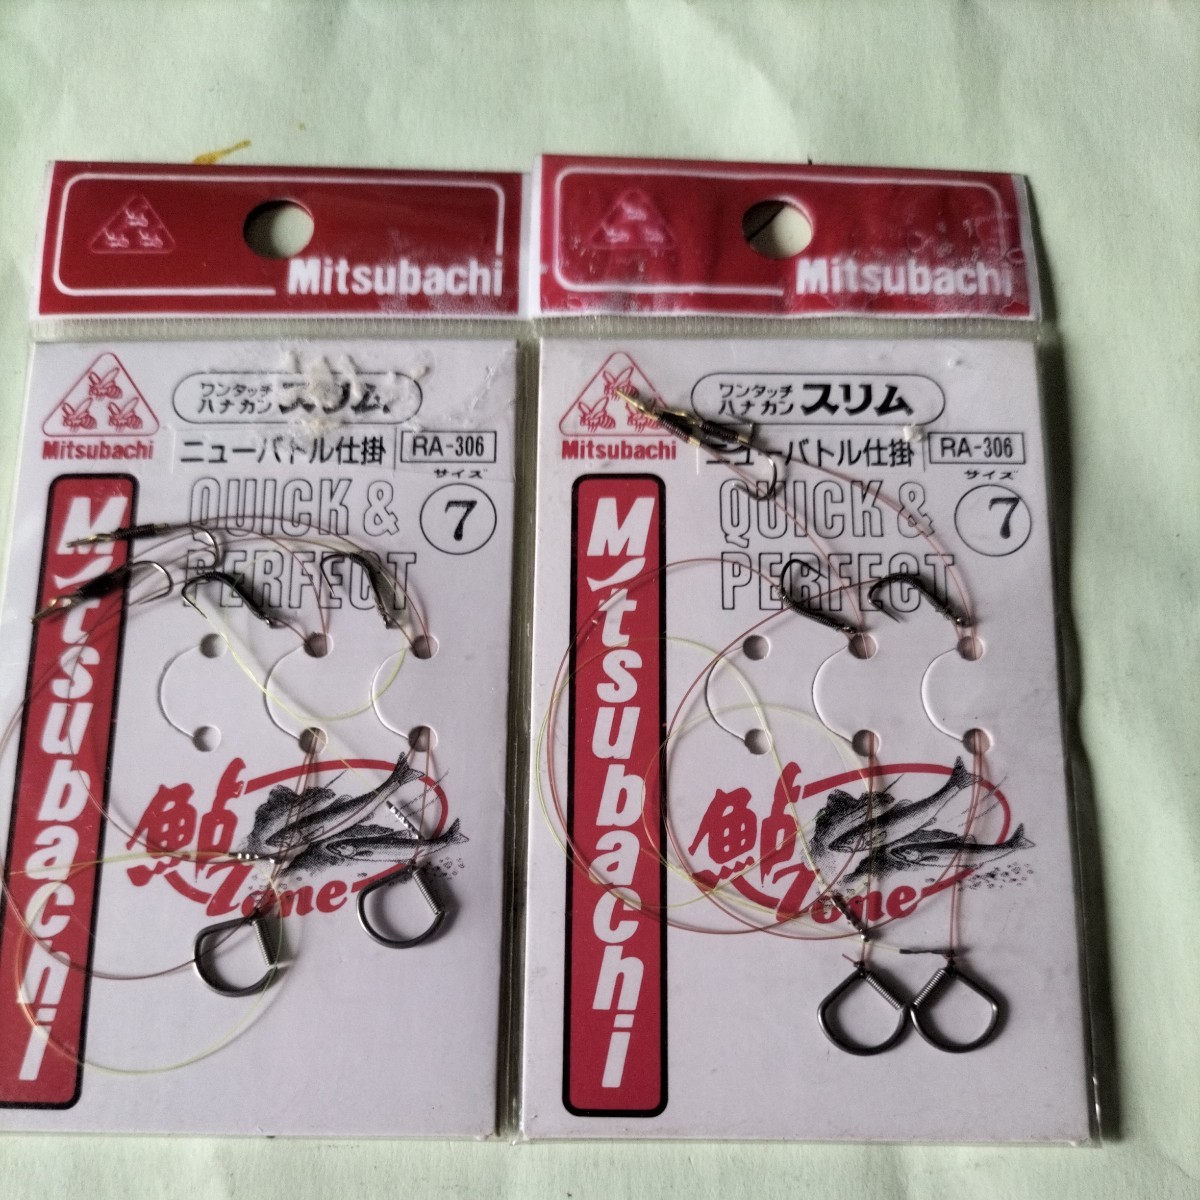 Mitsubachi
Mitsubachi
ワンタッチ
ハナカン スリム
Mitsubachi
ニューバトル仕掛 RA-306
サイズ
QUICK & 7
PERFECT
Mitsubachi
鮎
Zone
Mitsubachi
Mitsubachi
ワンタッチ
ハナカン スリム
Mitsubachi
ニューバトル仕掛 RA-306
サイズ
QUICK & 7
PERFECT
Mitsubachi
鮎
Zone